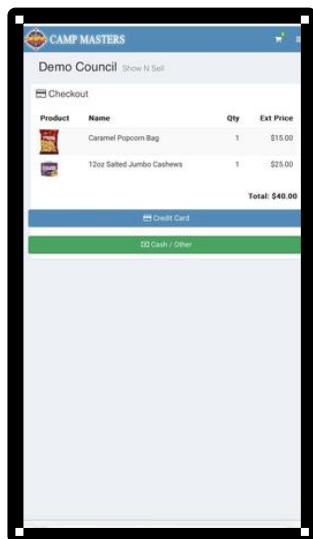 CAMP MASTERS
Demo Council Show N Sell
Checkout
Product Name Qty Ext Price
Caramel Popcorn Bag 1 $15.00
12oz Salted Jumbo Cashews 1 $25.00
Total: $40.00
Credit Card
Cash / Other